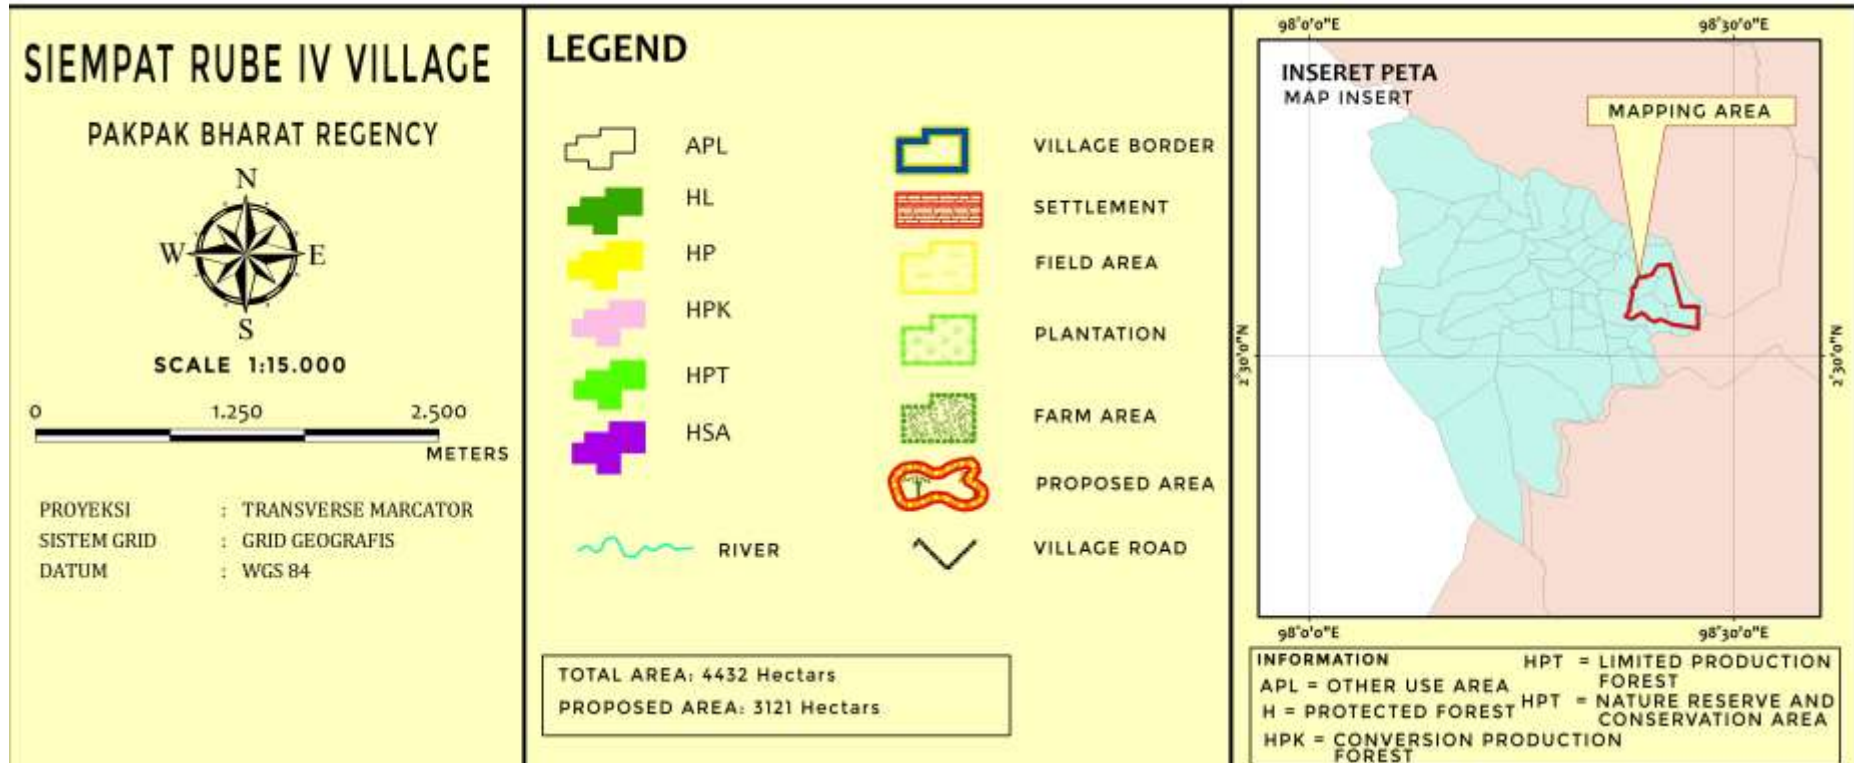 SIEMPAT RUBE IV VILLAGE
PAKPAK BHARAT REGENCY
N
W E
S
SCALE 1:15.000
0 1.250 2.500
METERS
PROYEKSI : TRANSVERSE MARCATOR
SISTEM GRID : GRID GEOGRAFIS
DATUM : WGS 84
LEGEND
APL
HL
HP
HPK
HPT
HSA
RIVER
VILLAGE BORDER
SETTLEMENT
FIELD AREA
PLANTATION
FARM AREA
PROPOSED AREA
VILLAGE ROAD
TOTAL AREA: 4432 Hectars
PROPOSED AREA: 3121 Hectars
98°0'0"E 98°30'0"E
INSERET PETA
MAP INSERT
MAPPING AREA
2°30'0"N 2°30'0"N
98°0'0"E 98°30'0"E
INFORMATION
APL = OTHER USE AREA
H = PROTECTED FOREST
HPK = CONVERSION PRODUCTION
FOREST
HPT = LIMITED PRODUCTION
FOREST
HPT = NATURE RESERVE AND
CONSERVATION AREA